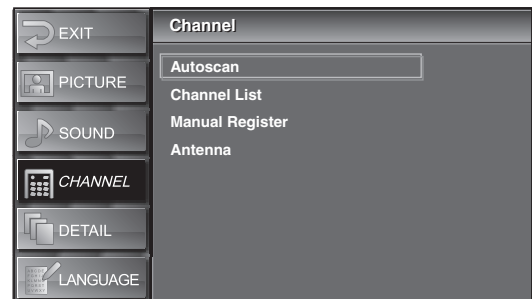 EXIT
PICTURE
SOUND
CHANNEL
DETAIL
LANGUAGE
Channel
Autoscan
Channel List
Manual Register
Antenna